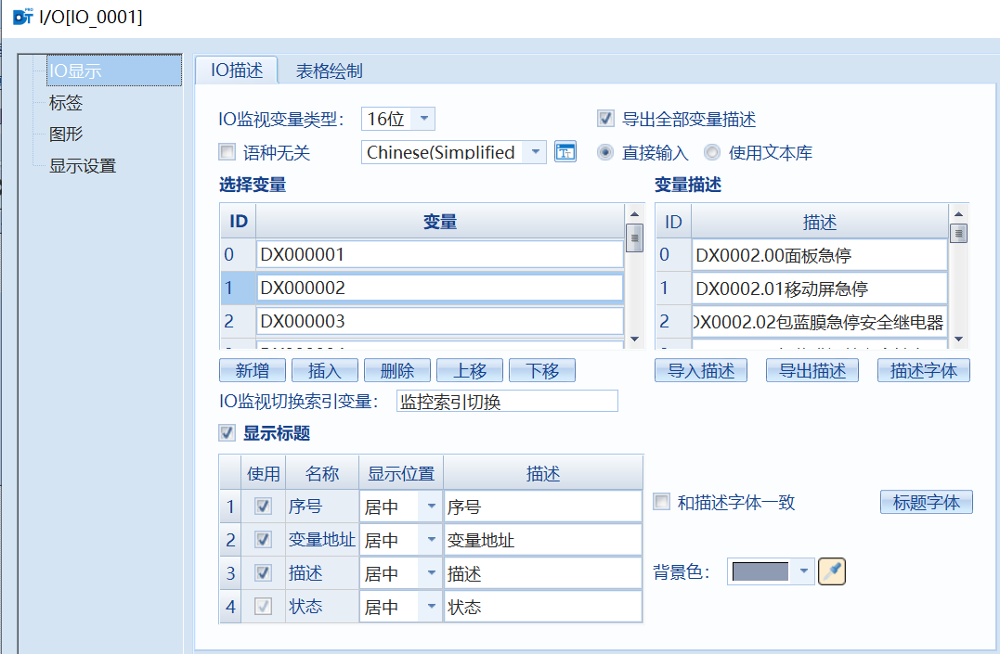 I/O[IO_0001]
IO显示
标签
图形
显示设置
IO描述 表格绘制
IO监视变量类型： 16位 导出全部变量描述
语种无关 Chinese(Simplified 直接输入 使用文本库
选择变量 变量描述
ID 变量 ID 描述
0 DX000001 0 DX0002.00面板急停
1 DX000002 1 DX0002.01移动屏急停
2 DX000003 2 DX0002.02包蓝膜急停安全继电器
新增 插入 删除 上移 下移 导入描述 导出描述 描述字体
IO监视切换索引变量： 监控索引切换
显示标题
使用 名称 显示位置 描述
1 序号 居中 序号 和描述字体一致 标题字体
2 变量地址 居中 变量地址
3 描述 居中 描述 背景色：
4 状态 居中 状态